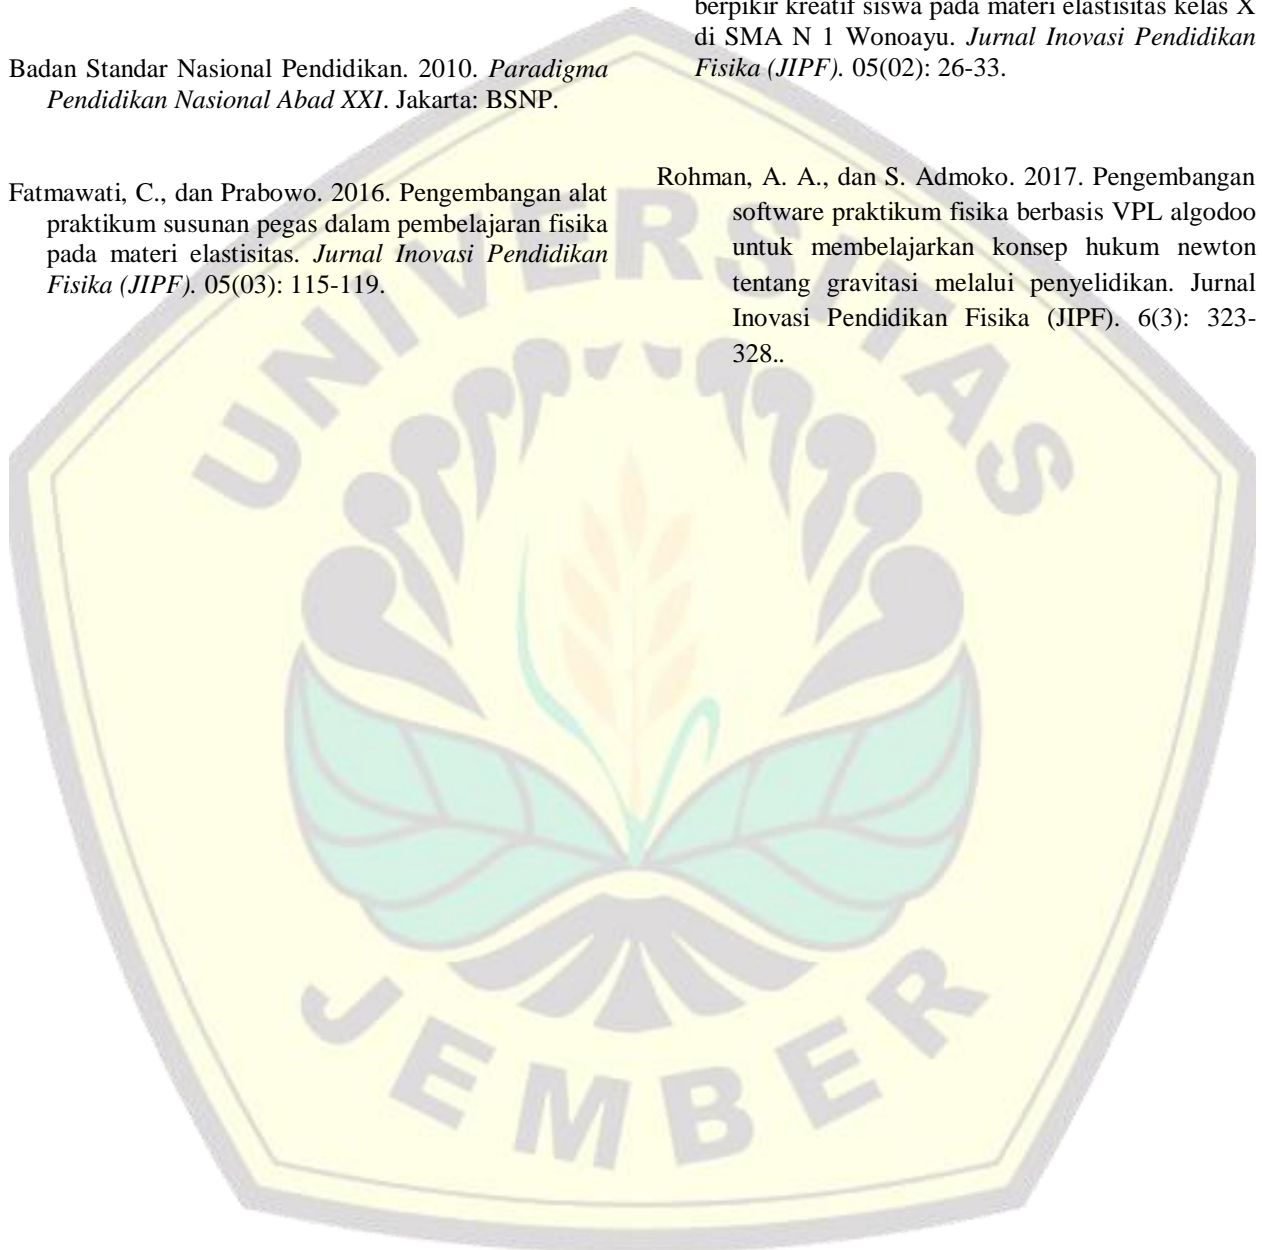 Badan Standar Nasional Pendidikan. 2010. Paradigma
Pendidikan Nasional Abad XXI. Jakarta: BSNP.
Fatmawati, C., dan Prabowo. 2016. Pengembangan alat
praktikum susunan pegas dalam pembelajaran fisika
pada materi elastisitas. Jurnal Inovasi Pendidikan
Fisika (JIPF). 05(03): 115-119.
berpikir kreatif siswa pada materi elastisitas kelas X
di SMA N 1 Wonoayu. Jurnal Inovasi Pendidikan
Fisika (JIPF). 05(02): 26-33.
Rohman, A. A., dan S. Admoko. 2017. Pengembangan
software praktikum fisika berbasis VPL algodoo
untuk membelajarkan konsep hukum newton
tentang gravitasi melalui penyelidikan. Jurnal
Inovasi Pendidikan Fisika (JIPF). 6(3): 323-
328..
UNIVERSITAS
JEMBER